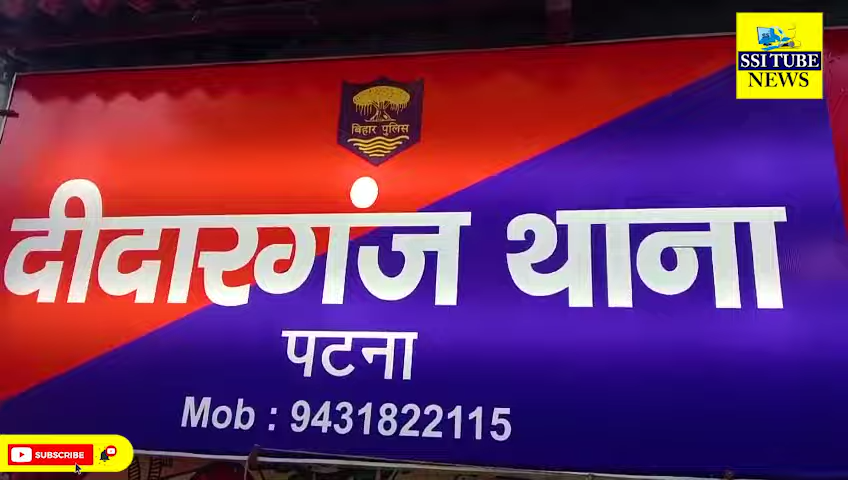 SSI TUBE
NEWS
बिहार पुलिस
दीदारगंज थाना
पटना
Mob : 9431822115
SUBSCRIBE